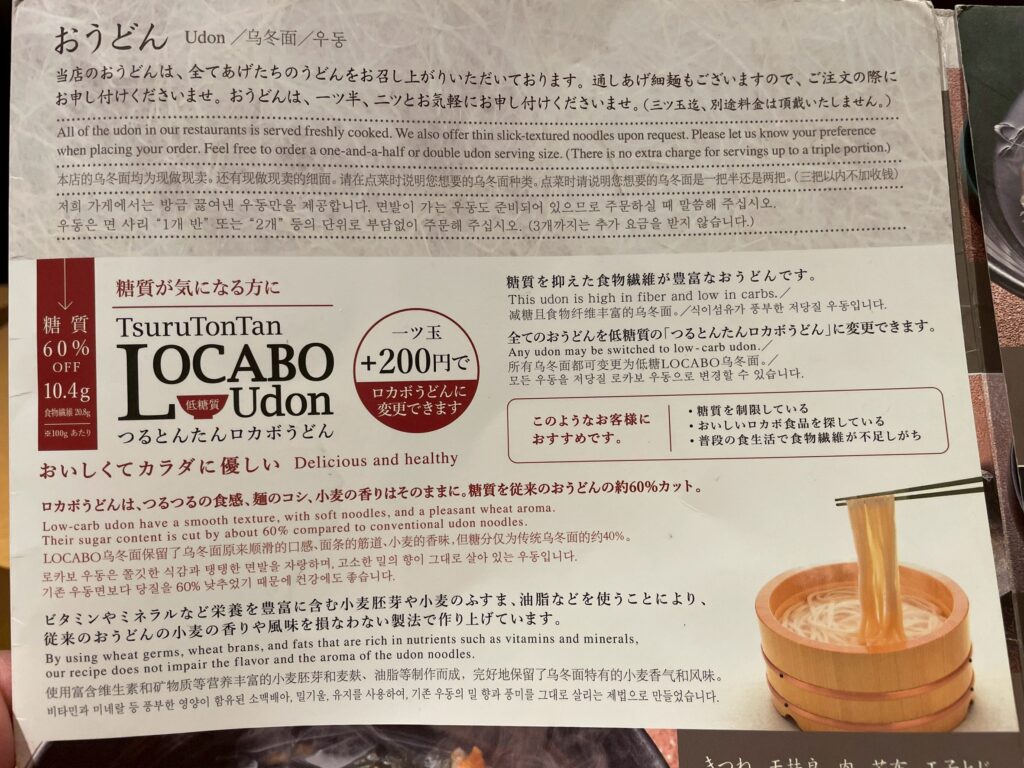 おうどん Udon／乌冬面／우동
当店のおうどんは、全てあげたちのうどんをお召し上がりいただいております。通しあげ細麺もございますので、ご注文の際に
お申し付けくださいませ。おうどんは、一ツ半、二ツとお気軽にお申し付けくださいませ。（三ツ玉迄、別途料金は頂戴いたしません。）
All of the udon in our restaurants is served freshly cooked. We also offer thin slick-textured noodles upon request. Please let us know your preference
when placing your order. Feel free to order a one-and-a-half or double udon serving size. (There is no extra charge for servings up to a triple portion.)
本店的乌冬面均为现做现卖。还有现做现卖的细面。请在点菜时说明您想要的乌冬面种类。点菜时请说明您想要的乌冬面是一把半还是两把。（三把以内不加收钱）
저희 가게에서는 방금 끓여낸 우동만을 제공합니다. 면발이 가는 우동도 준비되어 있으므로 주문하실 때 말씀해 주십시오.
우동은 면 사리 "1개 반" 또는 "2개" 등의 단위로 부담없이 주문해 주십시오. (3개까지는 추가 요금을 받지 않습니다.)
糖質
60%
OFF
10.4g
食物繊維 20.8g
※100gあたり
糖質が気になる方に
TsuruTonTan
LOCABO
低糖質
Udon
つるとんたんロカボうどん
一ツ玉
+200円で
ロカボうどんに
変更できます
おいしくてカラダに優しい Delicious and healthy
糖質を抑えた食物繊維が豊富なおうどんです。
This udon is high in fiber and low in carbs.／
减糖且食物纤维丰富的乌冬面。／식이섬유가 풍부한 저당질 우동입니다.
全てのおうどんを低糖質の「つるとんたんロカボうどん」に変更できます。
Any udon may be switched to low-carb udon.／
所有乌冬面都可变更为低糖LOCABO乌冬面。／
모든 우동을 저당질 로카보 우동으로 변경할 수 있습니다.
このようなお客様に
おすすめです。
・糖質を制限している
・おいしいロカボ食品を探している
・普段の食生活で食物繊維が不足しがち
ロカボうどんは、つるつるの食感、麺のコシ、小麦の香りはそのままに。糖質を従来のおうどんの約60%カット。
Low-carb udon have a smooth texture, with soft noodles, and a pleasant wheat aroma.
Their sugar content is cut by about 60% compared to conventional udon noodles.
LOCABO乌冬面保留了乌冬面原来顺滑的口感、面条的筋道、小麦的香味，但糖分仅为传统乌冬面的约40%。
로카보 우동은 쫄깃한 식감과 탱탱한 면발을 자랑하며, 고소한 밀의 향이 그대로 살아 있는 우동입니다.
기존 우동면보다 당질을 60% 낮추었기 때문에 건강에도 좋습니다.
ビタミンやミネラルなど栄養を豊富に含む小麦胚芽や小麦のふすま、油脂などを使うことにより、
従来のおうどんの小麦の香りや風味を損なわない製法で作り上げています。
By using wheat germs, wheat brans, and fats that are rich in nutrients such as vitamins and minerals,
our recipe does not impair the flavor and the aroma of the udon noodles.
使用富含维生素和矿物质等营养丰富的小麦胚芽和麦麸、油脂等制作而成，完好地保留了乌冬面特有的小麦香气和风味。
비타민과 미네랄 등 풍부한 영양이 함유된 소맥배아, 밀기울, 유지를 사용하여, 기존 우동의 밀 향과 풍미를 그대로 살리는 제법으로 만들었습니다.